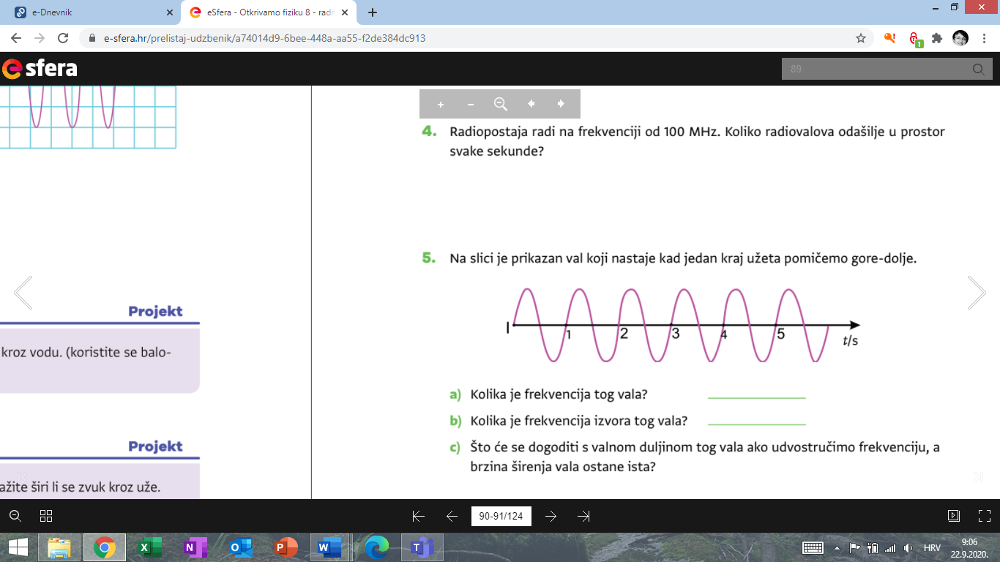 e-Dnevnik
eSfera - Otkrivamo fiziku 8 - radn
e-sfera.hr/prelistaj-udzbenik/a74014d9-6bee-448a-aa55-f2de384dc913
1
sfera
89.
4. Radiopostaja radi na frekvenciji od 100 MHz. Koliko radiovalova odašilje u prostor
svake sekunde?
5. Na slici je prikazan val koji nastaje kad jedan kraj užeta pomičemo gore-dolje.
1 2 3 4 5
t/s
a) Kolika je frekvencija tog vala?
b) Kolika je frekvencija izvora tog vala?
c) Što će se dogoditi s valnom duljinom tog vala ako udvostručimo frekvenciju, a
brzina širenja vala ostane ista?
Projekt
kroz vodu. (koristite se balo-
Projekt
ažite širi li se zvuk kroz uže.
90-91/124
HRV
9:06
22.9.2020.